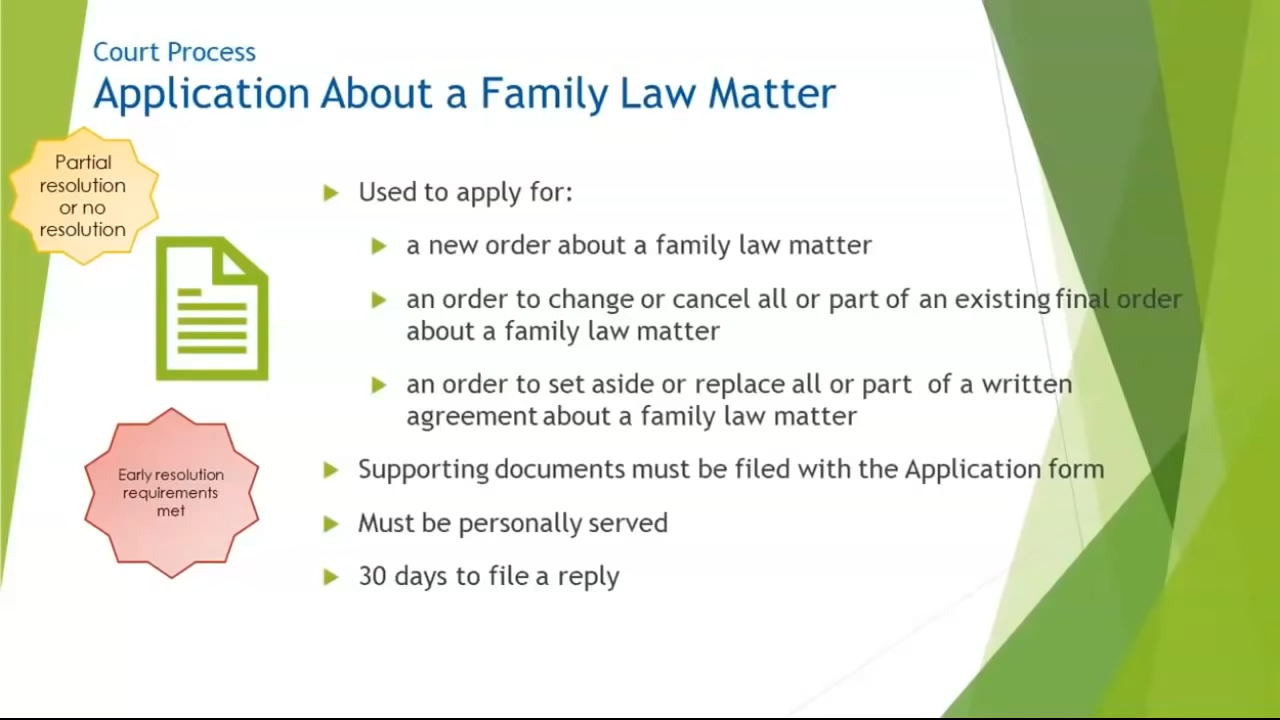 Court Process
Application About a Family Law Matter
Partial
resolution
or no
resolution
Used to apply for:
a new order about a family law matter
an order to change or cancel all or part of an existing final order
about a family law matter
an order to set aside or replace all or part of a written
agreement about a family law matter
Early resolution
requirements
met
Supporting documents must be filed with the Application form
Must be personally served
30 days to file a reply